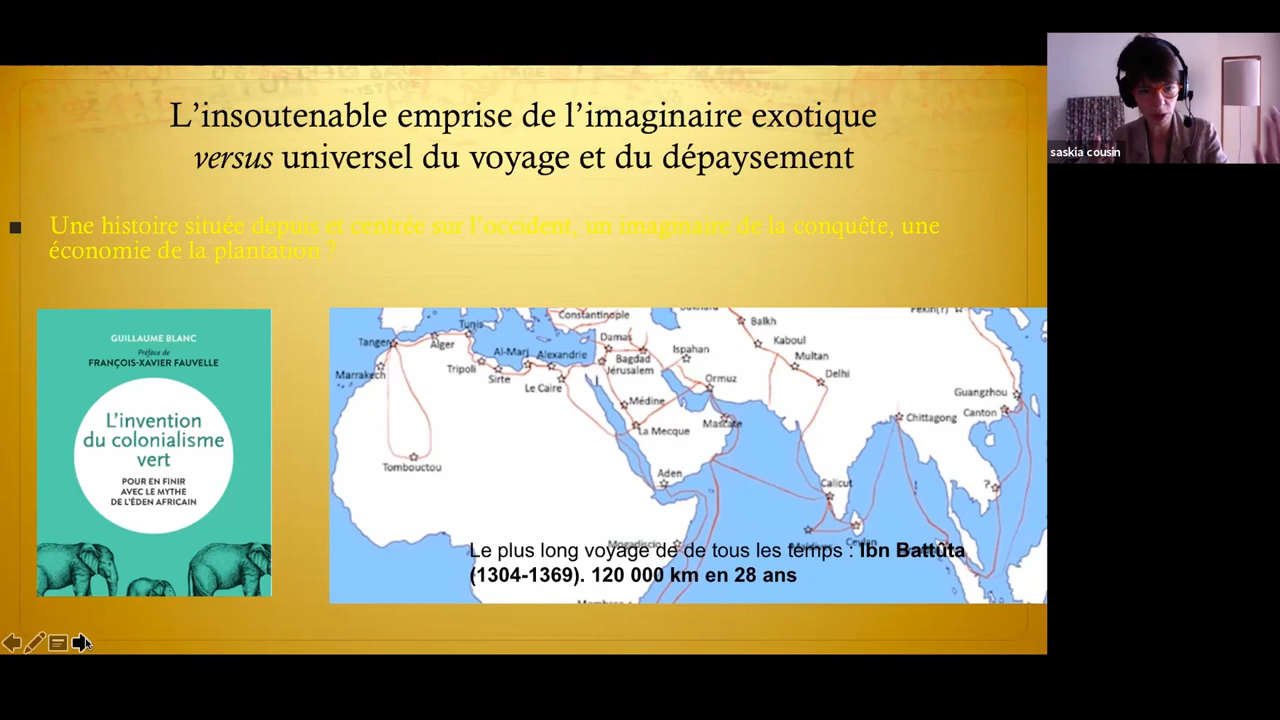 L'insoutenable emprise de l'imaginaire exotique
versus universel du voyage et du dépaysement
saskia cousin
Une histoire située depuis et centrée sur l'occident, un imaginaire de la conquête, une
économie de la plantation ?
GUILLAUME BLANC
Préface de
FRANÇOIS-XAVIER FAUVELLE
L'invention
du colonialisme
vert
POUR EN FINIR
AVEC LE MYTHE
DE L'ÉDEN AFRICAIN
Constantinople
Pékin(?)
Tunis
Balkh
Tanger
Alger
Damas
Kaboul
Al-Marj
Alexandrie
Ispahan
Bagdad
Multan
Jérusalem
Marrakech
Tripoli
Sirte
Le Caire
Ormuz
Delhi
Guangzhou
Médine
Canton
Chittagong
La Mecque
Mascate
Tombouctou
Aden
Calicut
?
Mogadiscio
Ceylan
Le plus long voyage de de tous les temps : Ibn Battûta
(1304-1369). 120 000 km en 28 ans